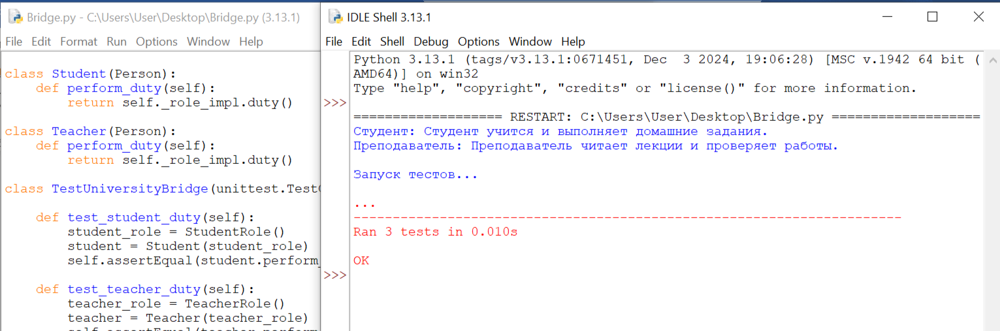 Bridge.py - C:\Users\User\Desktop\Bridge.py (3.13.1)
File Edit Format Run Options Window Help
class Student(Person):
    def perform_duty(self):
        return self._role_impl.duty()
class Teacher(Person):
    def perform_duty(self):
        return self._role_impl.duty()
class TestUniversityBridge(unittest.Test
    def test_student_duty(self):
        student_role = StudentRole()
        student = Student(student_role)
        self.assertEqual(student.perform_
    def test_teacher_duty(self):
        teacher_role = TeacherRole()
        teacher = Teacher(teacher_role)
IDLE Shell 3.13.1
File Edit Shell Debug Options Window Help
Python 3.13.1 (tags/v3.13.1:0671451, Dec  3 2024, 19:06:28) [MSC v.1942 64 bit (
AMD64)] on win32
Type "help", "copyright", "credits" or "license()" for more information.
>>>
=================== RESTART: C:\Users\User\Desktop\Bridge.py ===================
Студент: Студент учится и выполняет домашние задания.
Преподаватель: Преподаватель читает лекции и проверяет работы.
Запуск тестов...
...
----------------------------------------------------------------------
Ran 3 tests in 0.010s
OK
>>>